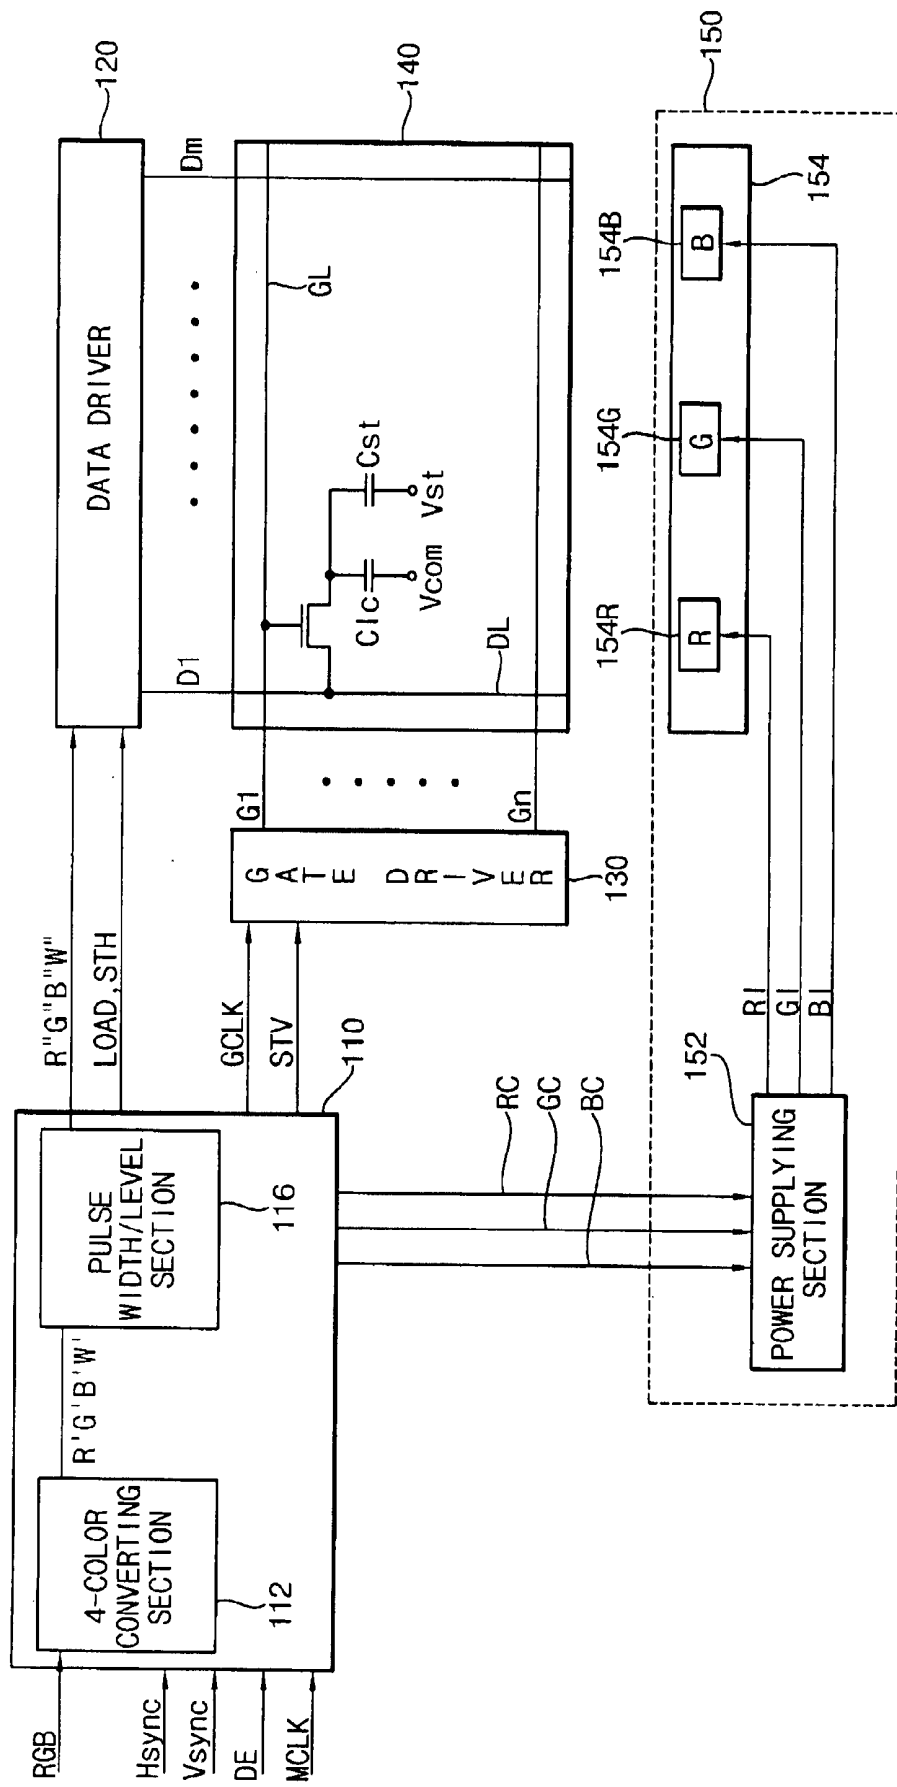 RGB
Hsync
Vsync
DE
MCLK
4-COLOR
CONVERTING
SECTION
112
R'G'B'W'
PULSE
WIDTH/LEVEL
SECTION
116
110
R"G"B"W"
LOAD,STH
GCLK
STV
DATA DRIVER
120
D1
Dm
GATE DRIVER
130
G1
Gn
140
GL
DL
Clc
Cst
Vcom
Vst
RC
GC
BC
150
POWER SUPPLYING
SECTION
152
RI
GI
BI
154R
R
154G
G
154B
B
154